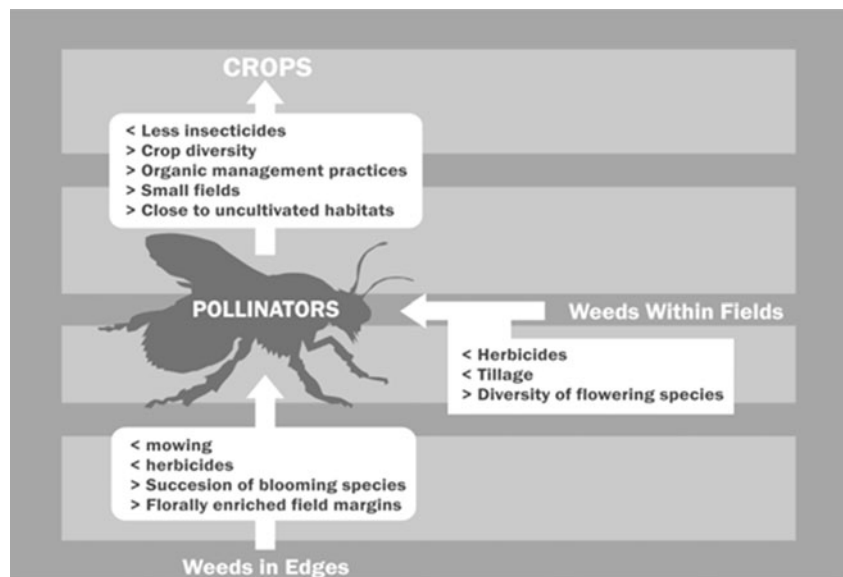 CROPS
< Less insecticides
> Crop diversity
> Organic management practices
> Small fields
> Close to uncultivated habitats
POLLINATORS
Weeds Within Fields
< Herbicides
< Tillage
> Diversity of flowering species
< mowing
< herbicides
> Succesion of blooming species
> Florally enriched field margins
Weeds in Edges